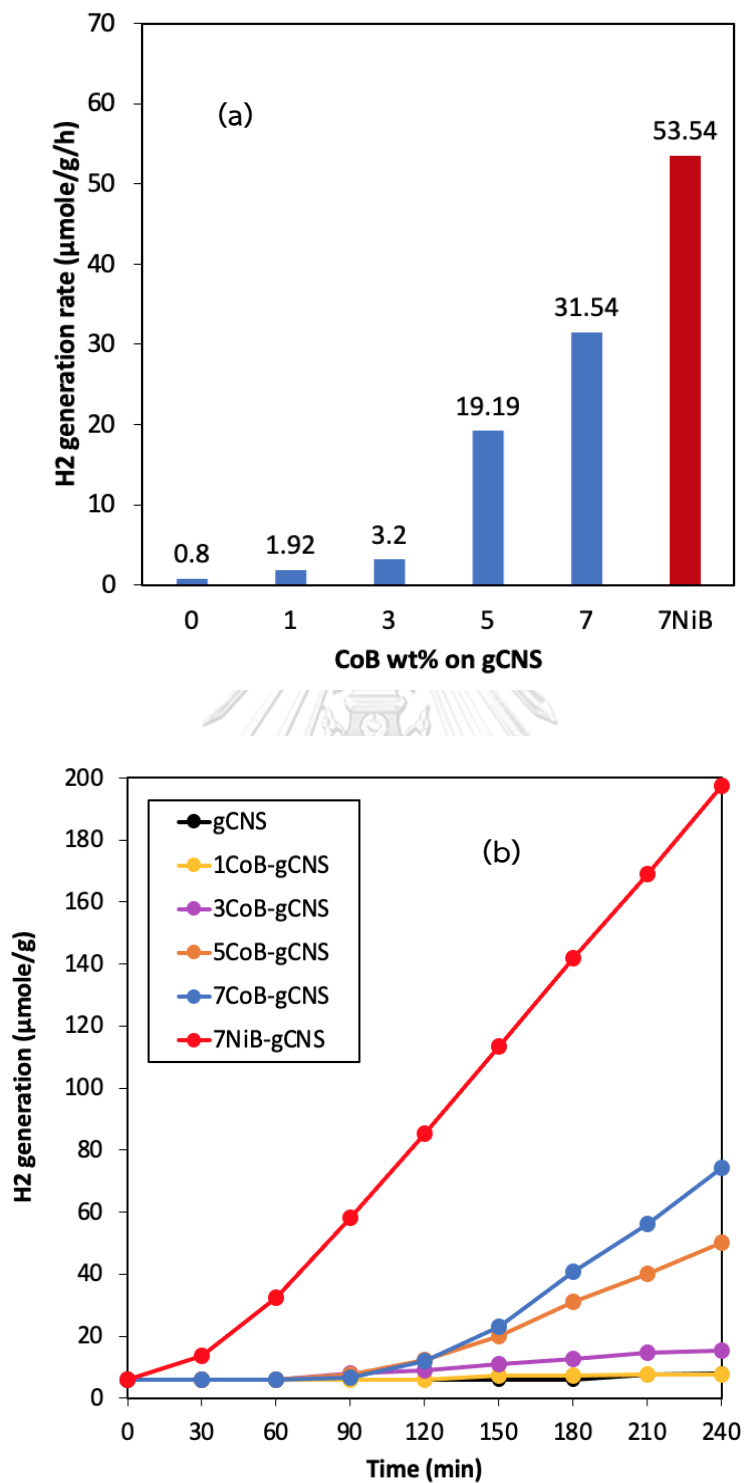 (a)
H2 generation rate (μmole/g/h)
70
60
50
40
30
20
10
0
0.8
1.92
3.2
19.19
31.54
53.54
0 1 3 5 7 7NiB
CoB wt% on gCNS
(b)
H2 generation (μmole/g)
200
180
160
140
120
100
80
60
40
20
0
gCNS
1CoB-gCNS
3CoB-gCNS
5CoB-gCNS
7CoB-gCNS
7NiB-gCNS
0 30 60 90 120 150 180 210 240
Time (min)